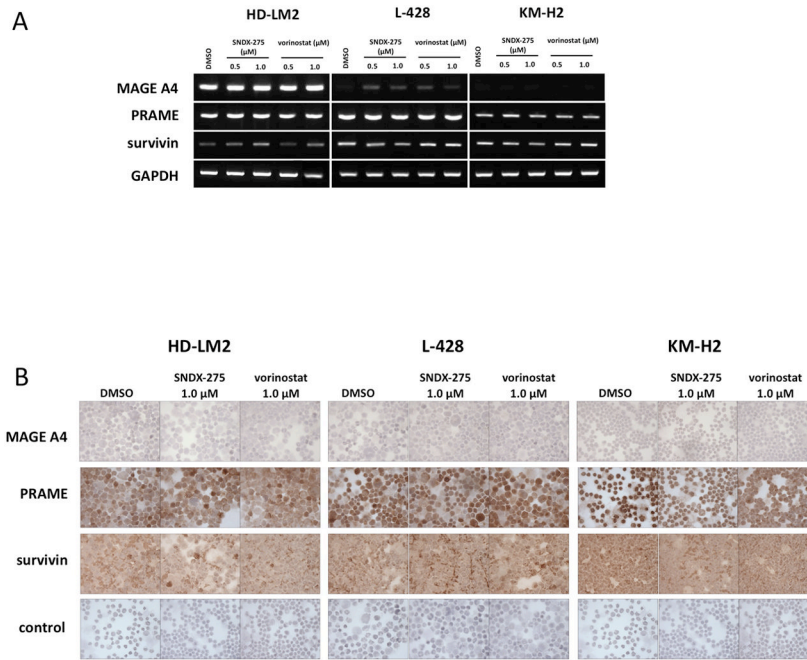 A
HD-LM2 L-428 KM-H2
DMSO SNDX-275 (µM) vorinostat (µM) DMSO SNDX-275 (µM) vorinostat (µM) DMSO SNDX-275 (µM) vorinostat (µM)
0.5 1.0 0.5 1.0 0.5 1.0 0.5 1.0 0.5 1.0 0.5 1.0
MAGE A4
PRAME
survivin
GAPDH
B
HD-LM2 L-428 KM-H2
SNDX-275 vorinostat SNDX-275 vorinostat SNDX-275 vorinostat
DMSO 1.0 µM 1.0 µM DMSO 1.0 µM 1.0 µM DMSO 1.0 µM 1.0 µM
MAGE A4
PRAME
survivin
control